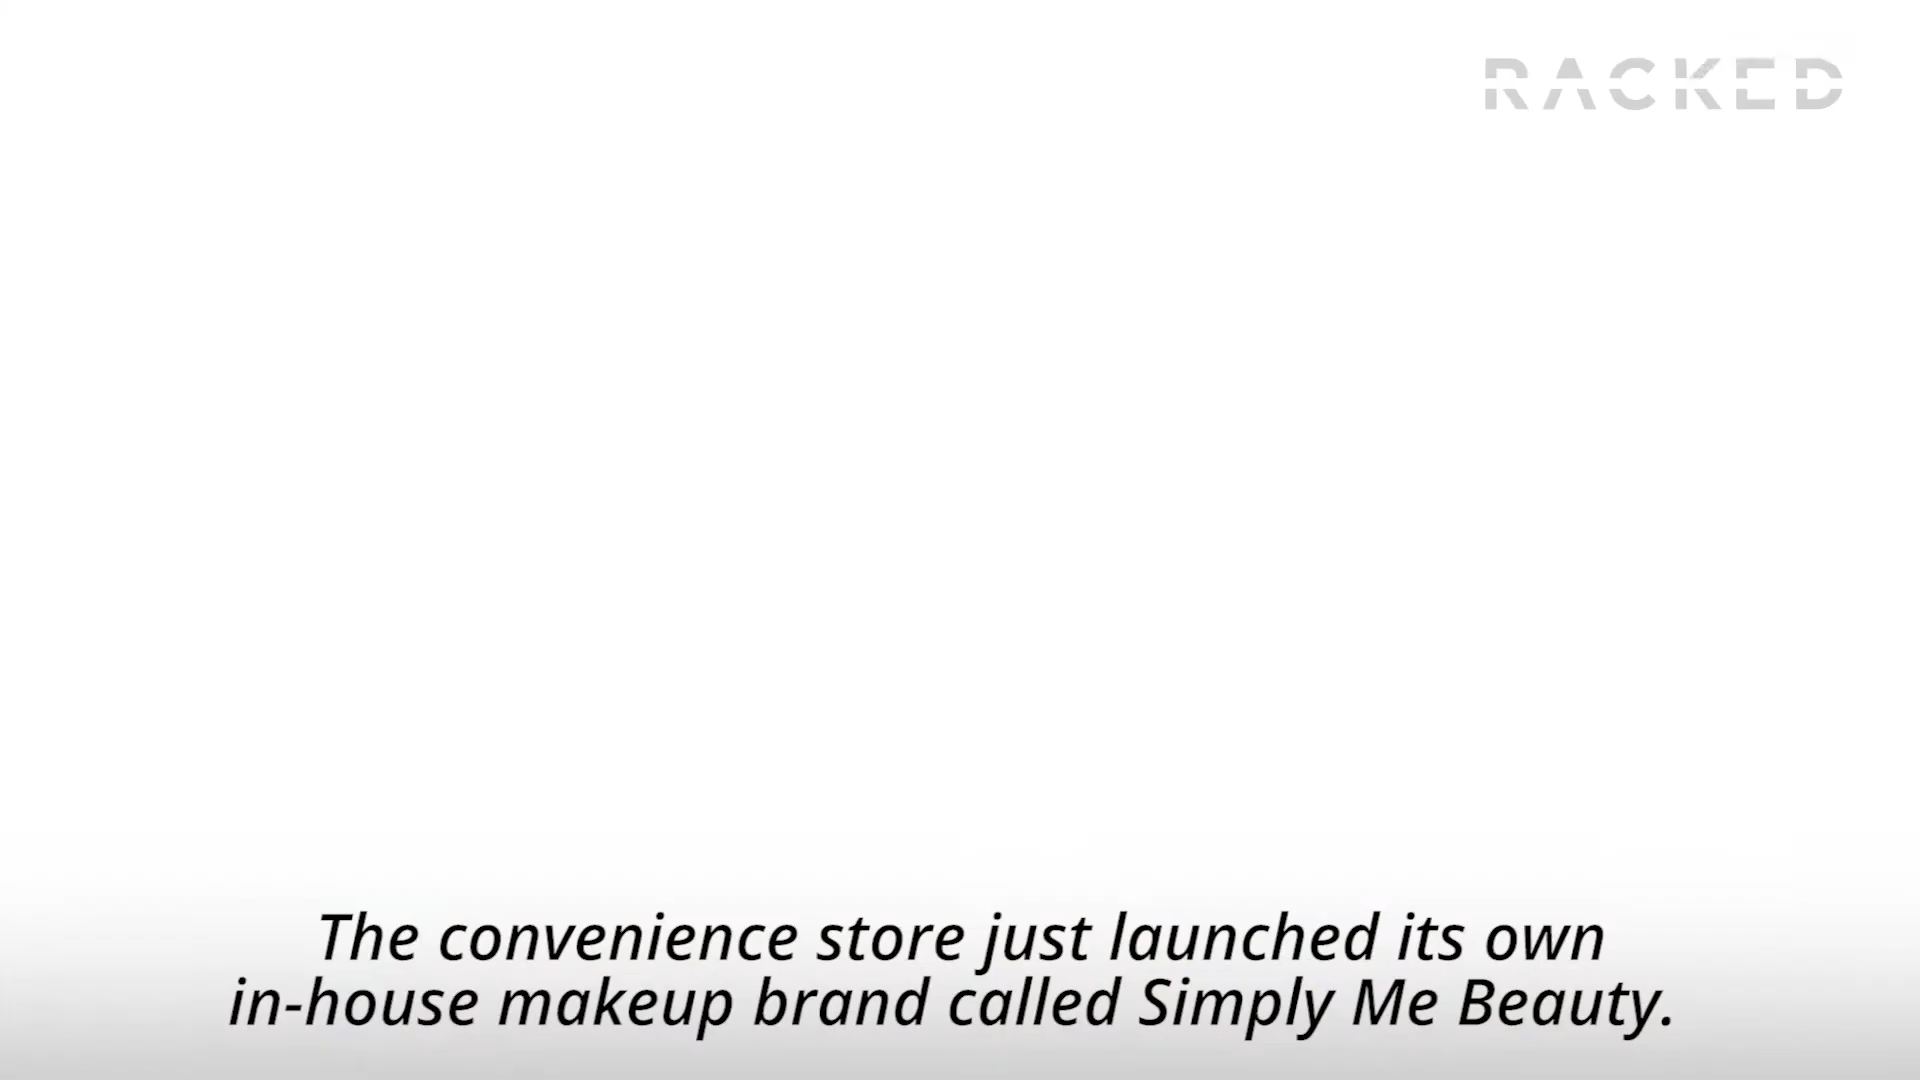 RACKED
The convenience store just launched its own
in-house makeup brand called Simply Me Beauty.